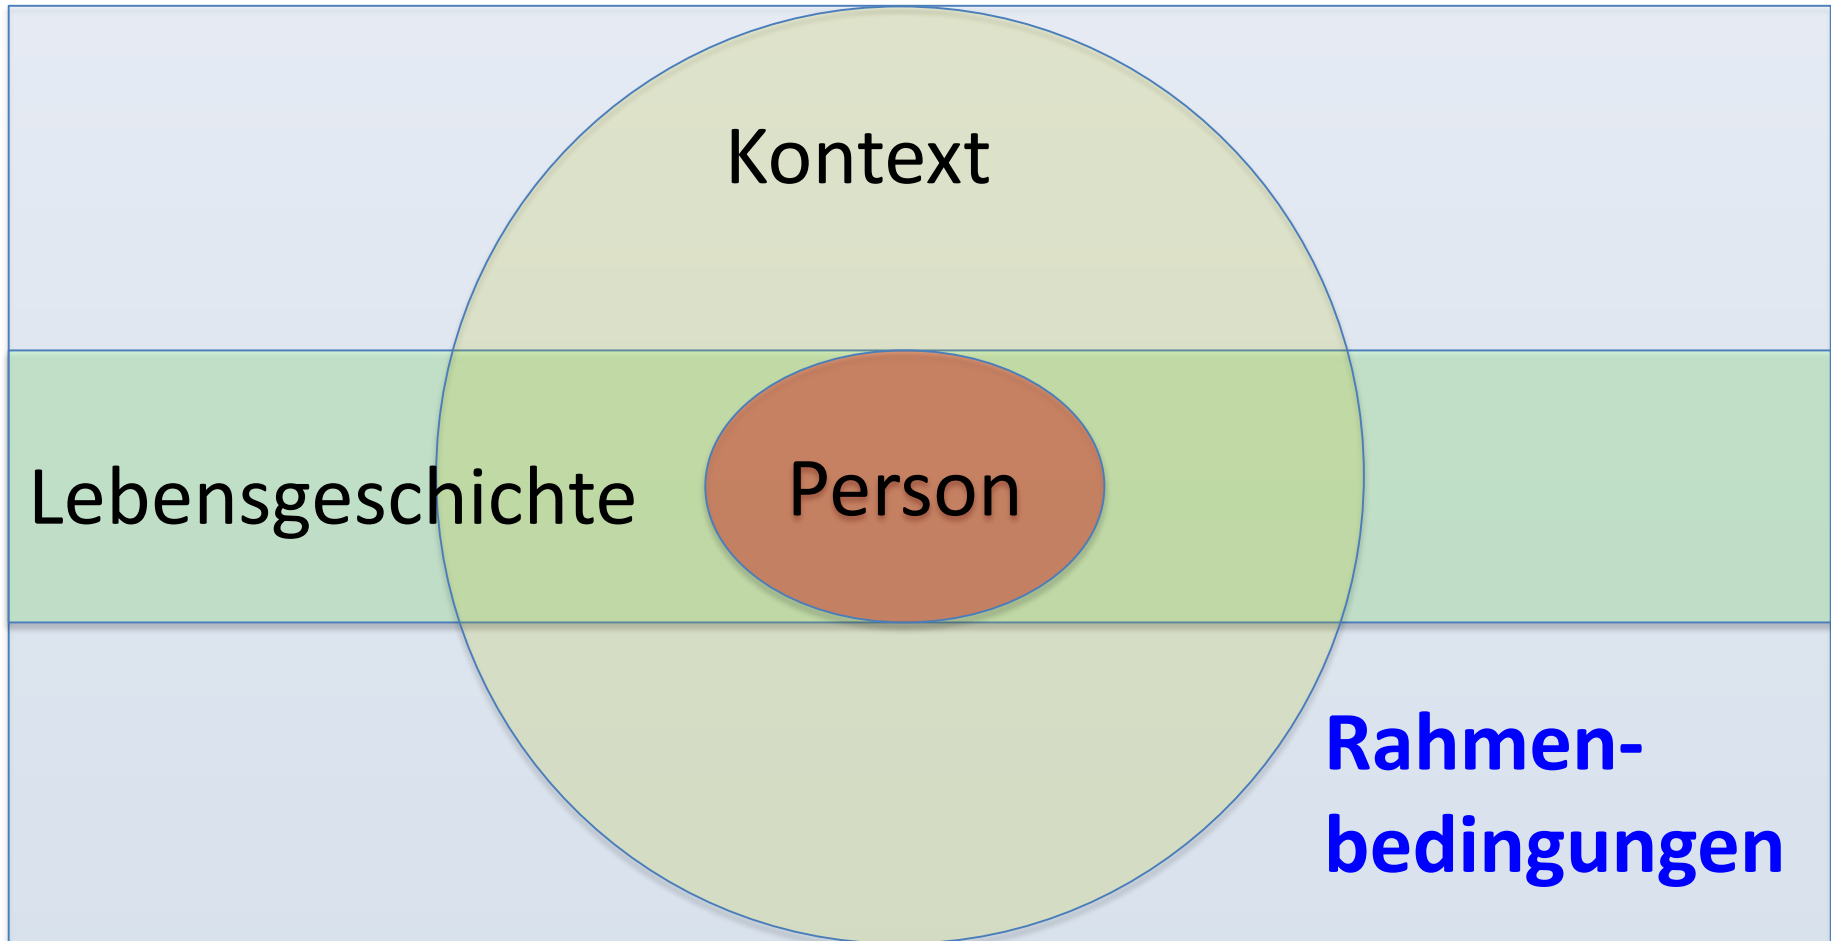 Kontext
Lebensgeschichte
Person
Rahmen-
bedingungen